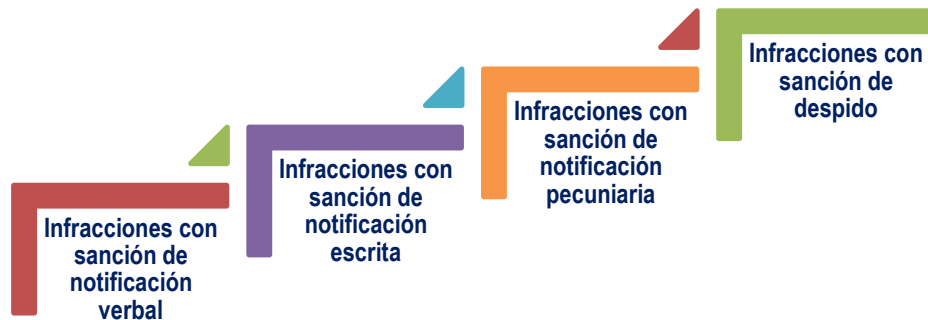 Infracciones con
sanción de
notificación
verbal
Infracciones con
sanción de
notificación
escrita
Infracciones con
sanción de
notificación
pecuniaria
Infracciones con
sanción de
despido